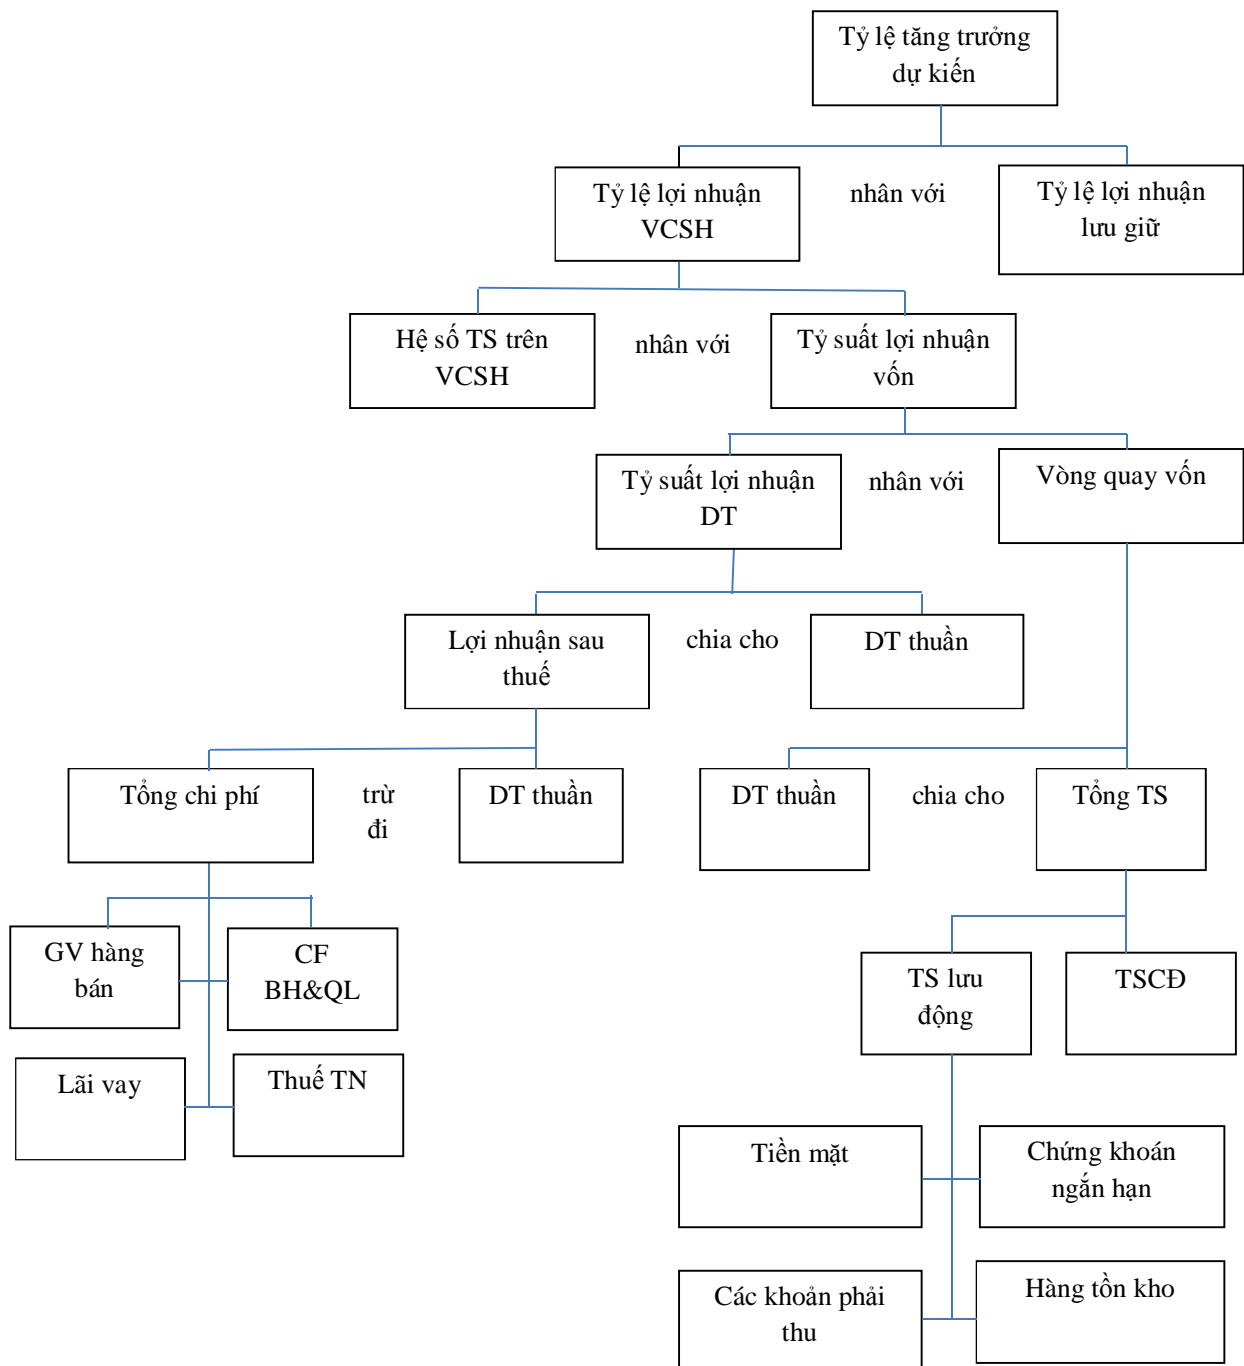 Tỷ lệ tăng trưởng
dự kiến
Tỷ lệ lợi nhuận
VCSH
nhân với
Tỷ lệ lợi nhuận
lưu giữ
Hệ số TS trên
VCSH
nhân với
Tỷ suất lợi nhuận
vốn
Tỷ suất lợi nhuận
DT
nhân với
Vòng quay vốn
Lợi nhuận sau
thuế
chia cho
DT thuần
Tổng chi phí
trừ
đi
DT thuần
DT thuần
chia cho
Tổng TS
GV hàng
bán
CF
BH&QL
TS lưu
động
TSCĐ
Lãi vay
Thuế TN
Tiền mặt
Chứng khoán
ngắn hạn
Các khoản phải
thu
Hàng tồn kho